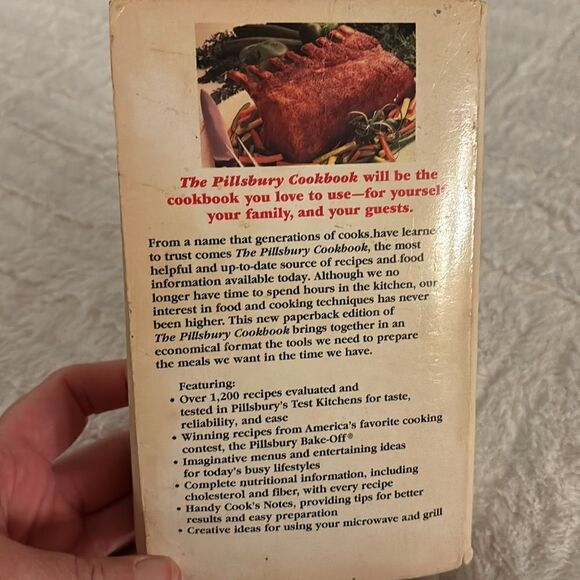 The Pillsbury Cookbook will be the
cookbook you love to use—for yourself
your family, and your guests.
From a name that generations of cooks have learne
to trust comes The Pillsbury Cookbook, the most
helpful and up-to-date source of recipes and food
information available today. Although we no
longer have time to spend hours in the kitchen, our
interest in food and cooking techniques has never
been higher. This new paperback edition of
The Pillsbury Cookbook brings together in an
economical format the tools we need to prepare
the meals we want in the time we have.
Featuring:
• Over 1,200 recipes evaluated and
tested in Pillsbury's Test Kitchens for taste,
reliability, and ease
• Winning recipes from America's favorite cooking
contest, the Pillsbury Bake-Off®
• Imaginative menus and entertaining ideas
for today's busy lifestyles
• Complete nutritional information, including
cholesterol and fiber, with every recipe
• Handy Cook's Notes, providing tips for better
results and easy preparation
• Creative ideas for using your microwave and grill